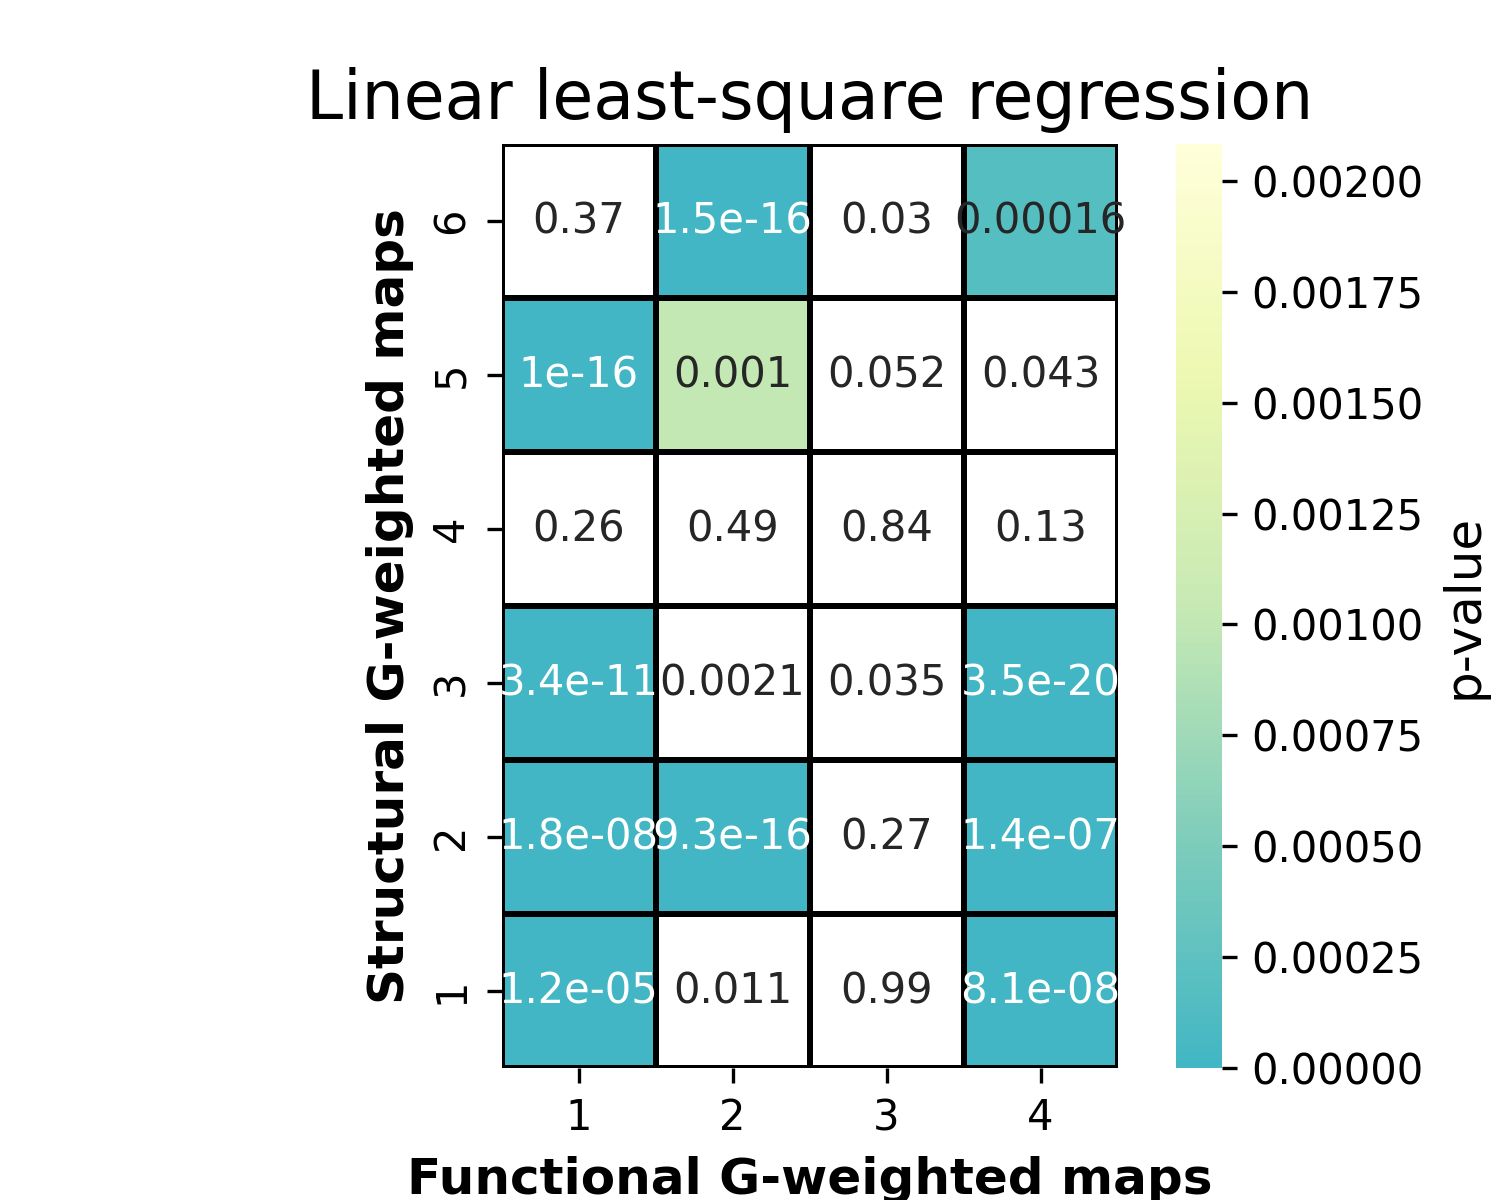 Linear least-square regression
Structural G-weighted maps
6
0.37
1.5e-16
0.03
0.00016
5
1e-16
0.001
0.052
0.043
4
0.26
0.49
0.84
0.13
3
3.4e-11
0.0021
0.035
3.5e-20
2
1.8e-08
9.3e-16
0.27
1.4e-07
1
1.2e-05
0.011
0.99
8.1e-08
1
2
3
4
Functional G-weighted maps
0.00200
0.00175
0.00150
0.00125
0.00100
0.00075
0.00050
0.00025
0.00000
p-value